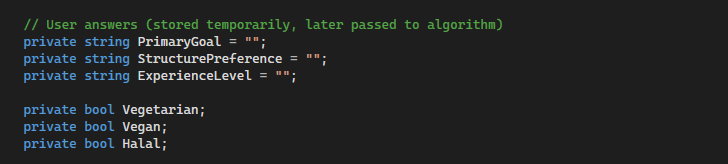 // User answers (stored temporarily, later passed to algorithm)
private string PrimaryGoal = "";
private string StructurePreference = "";
private string ExperienceLevel = "";
private bool Vegetarian;
private bool Vegan;
private bool Halal;